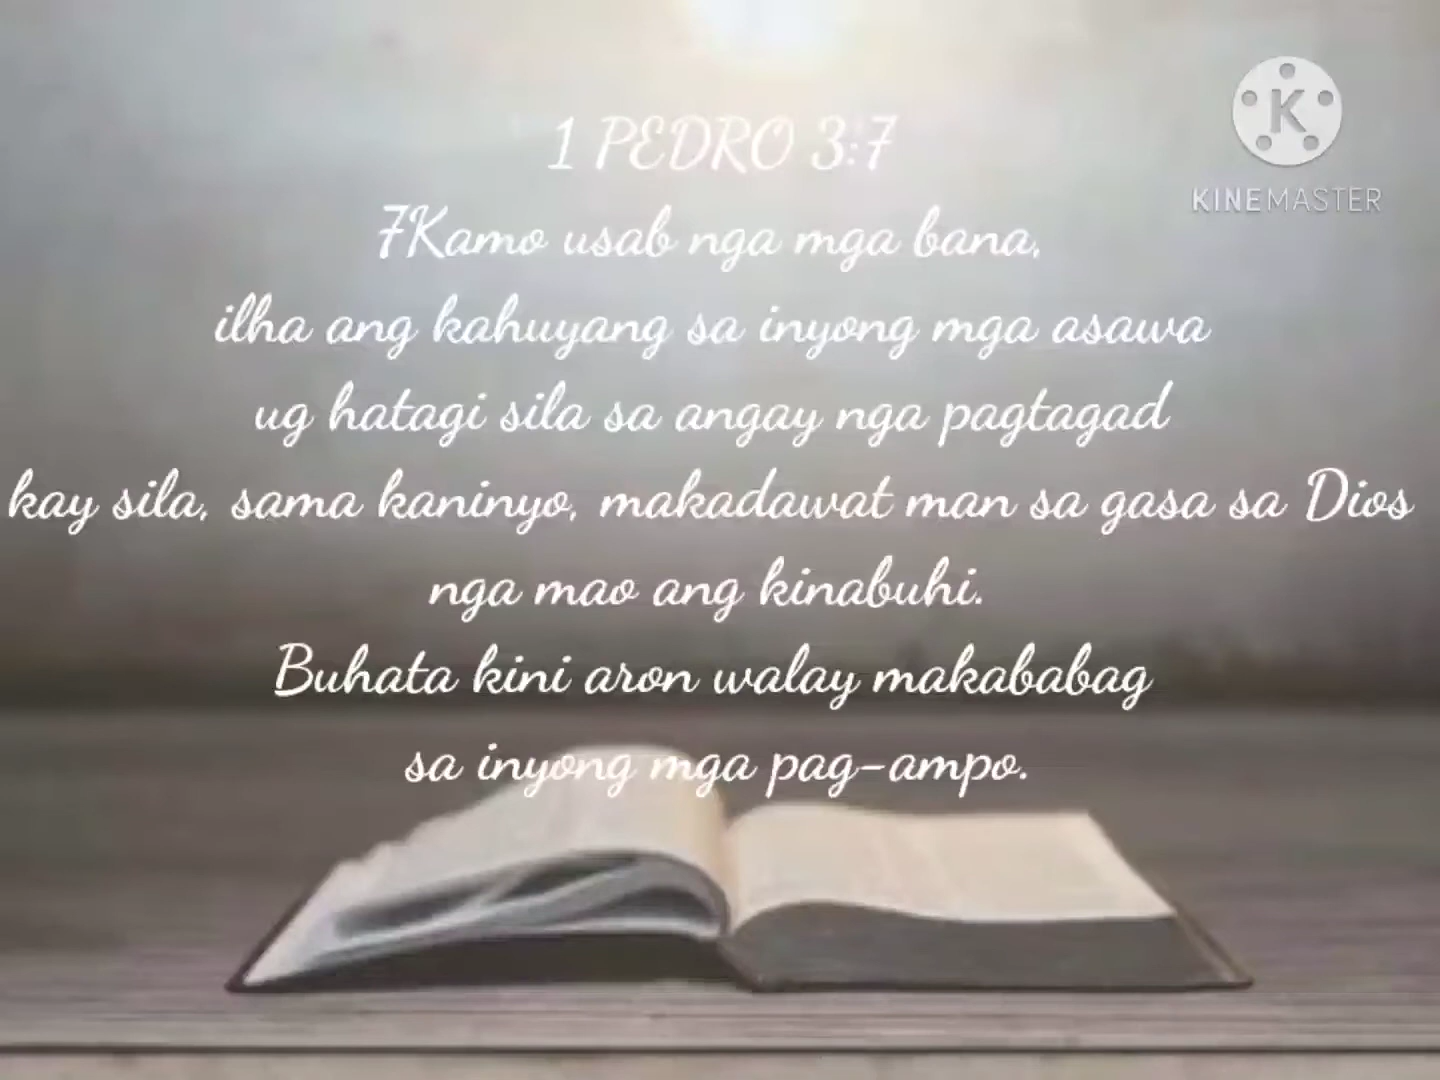 1 PEDRO 3:7
7Kamo usab nga mga bana,
ilha ang kahuyang sa inyong mga asawa
ug hatagi sila sa angay nga pagtagad
kay sila, sama kaninyo, makadawat man sa gasa sa Dios
nga mao ang kinabuhi.
Buhata kini aron walay makababag
sa inyong mga pag-ampo.
K
KINEMASTER